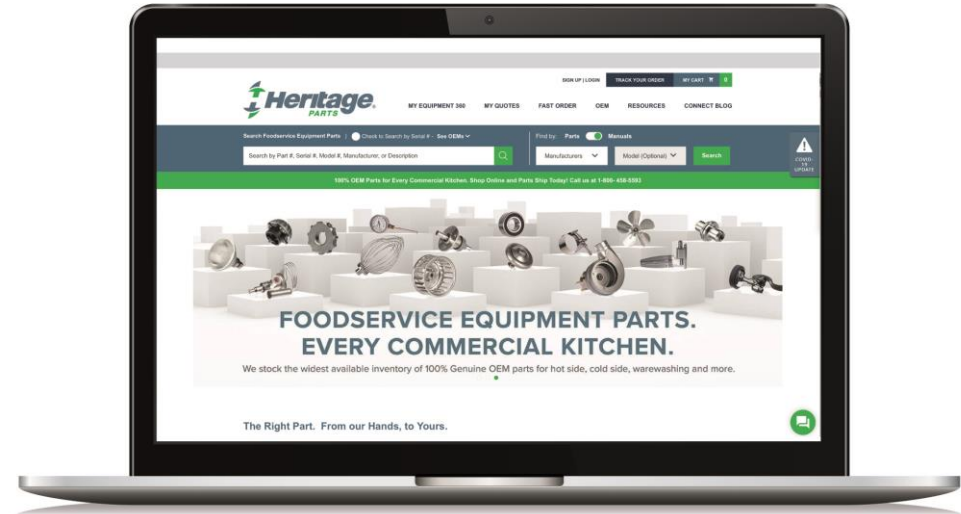 SIGN UP | LOGIN
TRACK YOUR ORDER
MY CART
0
Heritage
PARTS
MY EQUIPMENT 360
MY QUOTES
FAST ORDER
OEM
RESOURCES
CONNECT BLOG
Search Foodservice Equipment Parts | Check to Search by Serial # - See OEMs
Find by: Parts Manuals
Search by Part #, Serial #, Model #, Manufacturer, or Description
Manufacturers
Model (Optional)
Search
COVID-
19
UPDATE
100% OEM Parts for Every Commercial Kitchen. Shop Online and Parts Ship Today! Call us at 1-800- 458-5593
FOODSERVICE EQUIPMENT PARTS.
EVERY COMMERCIAL KITCHEN.
We stock the widest available inventory of 100% Genuine OEM parts for hot side, cold side, warewashing and more.
The Right Part. From our Hands, to Yours.